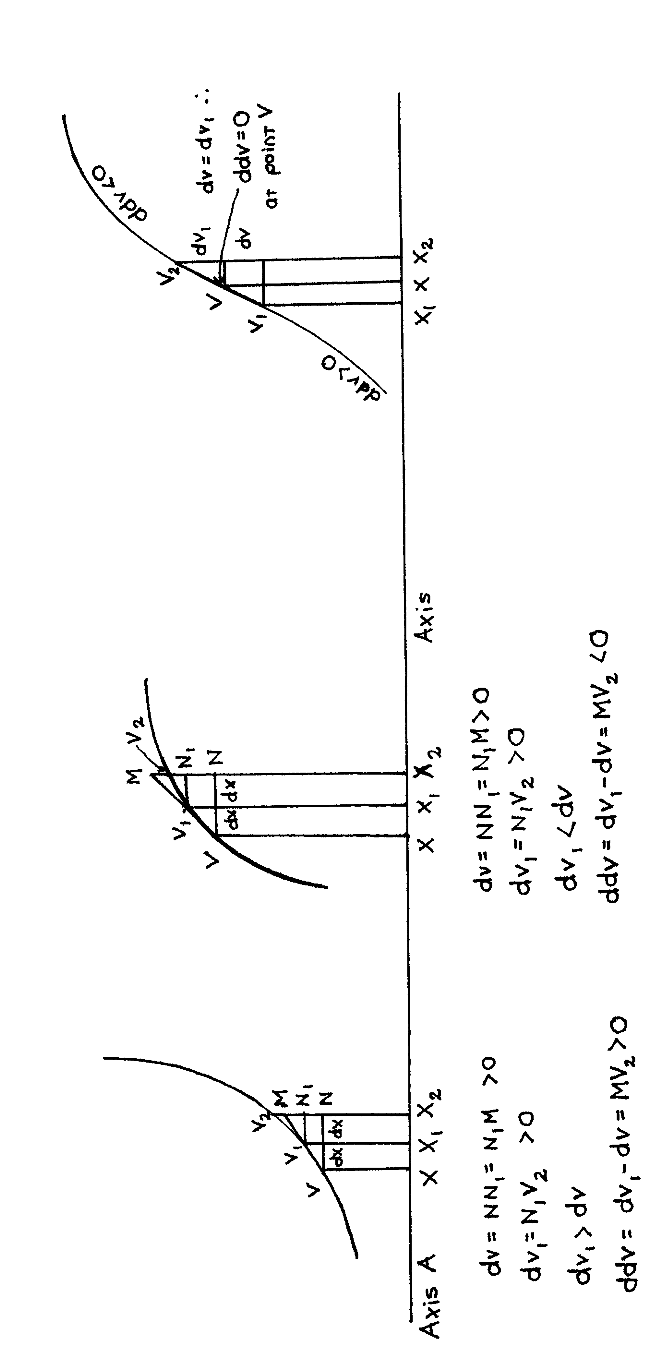 V₂
M
V₁
N₁
V
N
dx dx
X X₁ X₂
Axis A
dv = NN₁ = N₁M > 0
dv₁ = N₁V₂ > 0
dv₁ > dv
ddv = dv₁ - dv = MV₂ > 0
M V₂
V₁
N₁
V
N
dx dx
X X₁ X₂
Axis
dv = NN₁ = N₁M > 0
dv₁ = N₁V₂ > 0
dv₁ < dv
ddv = dv₁ - dv = MV₂ < 0
ddv<0
V₂
dv₁
dv = dv₁ ∴
V
ddv = 0
dv
at point V
V₁
ddv>0
X₁ X X₂